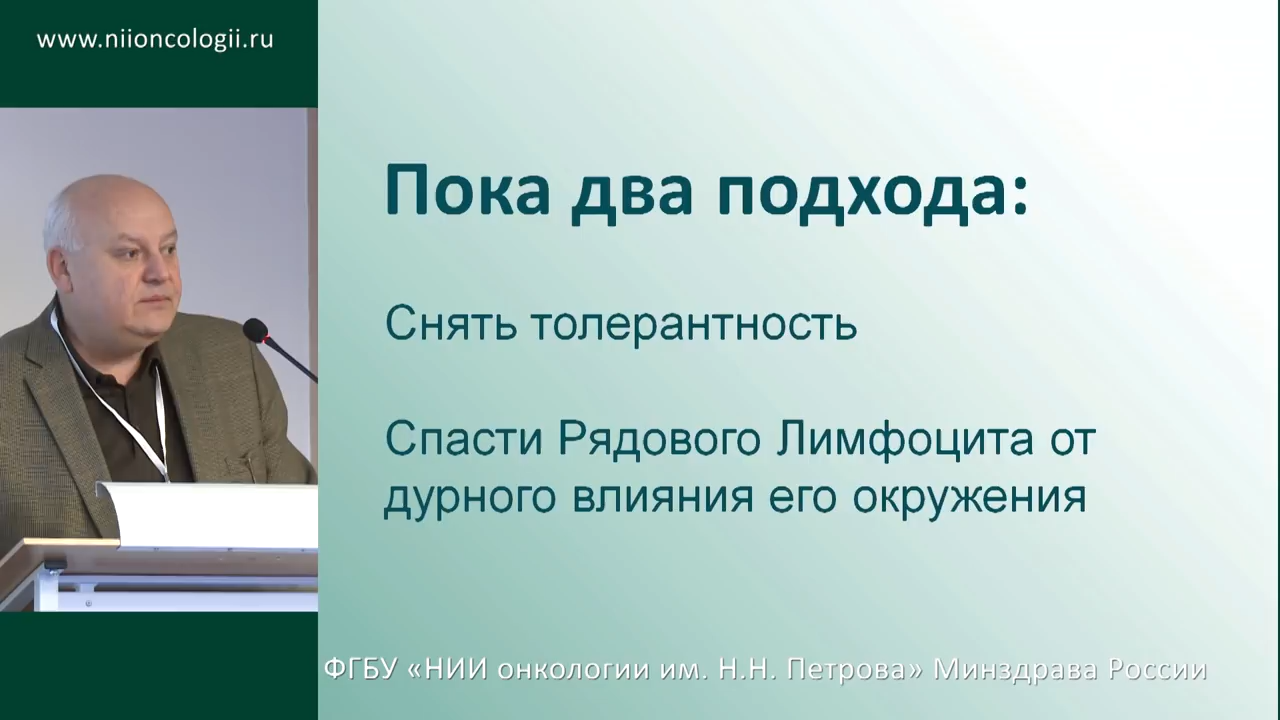 www.niioncologii.ru
Пока два подхода:
Снять толерантность
Спасти Рядового Лимфоцита от
дурного влияния его окружения
ФГБУ «НИИ онкологии им. Н.Н. Петрова» Минздрава России